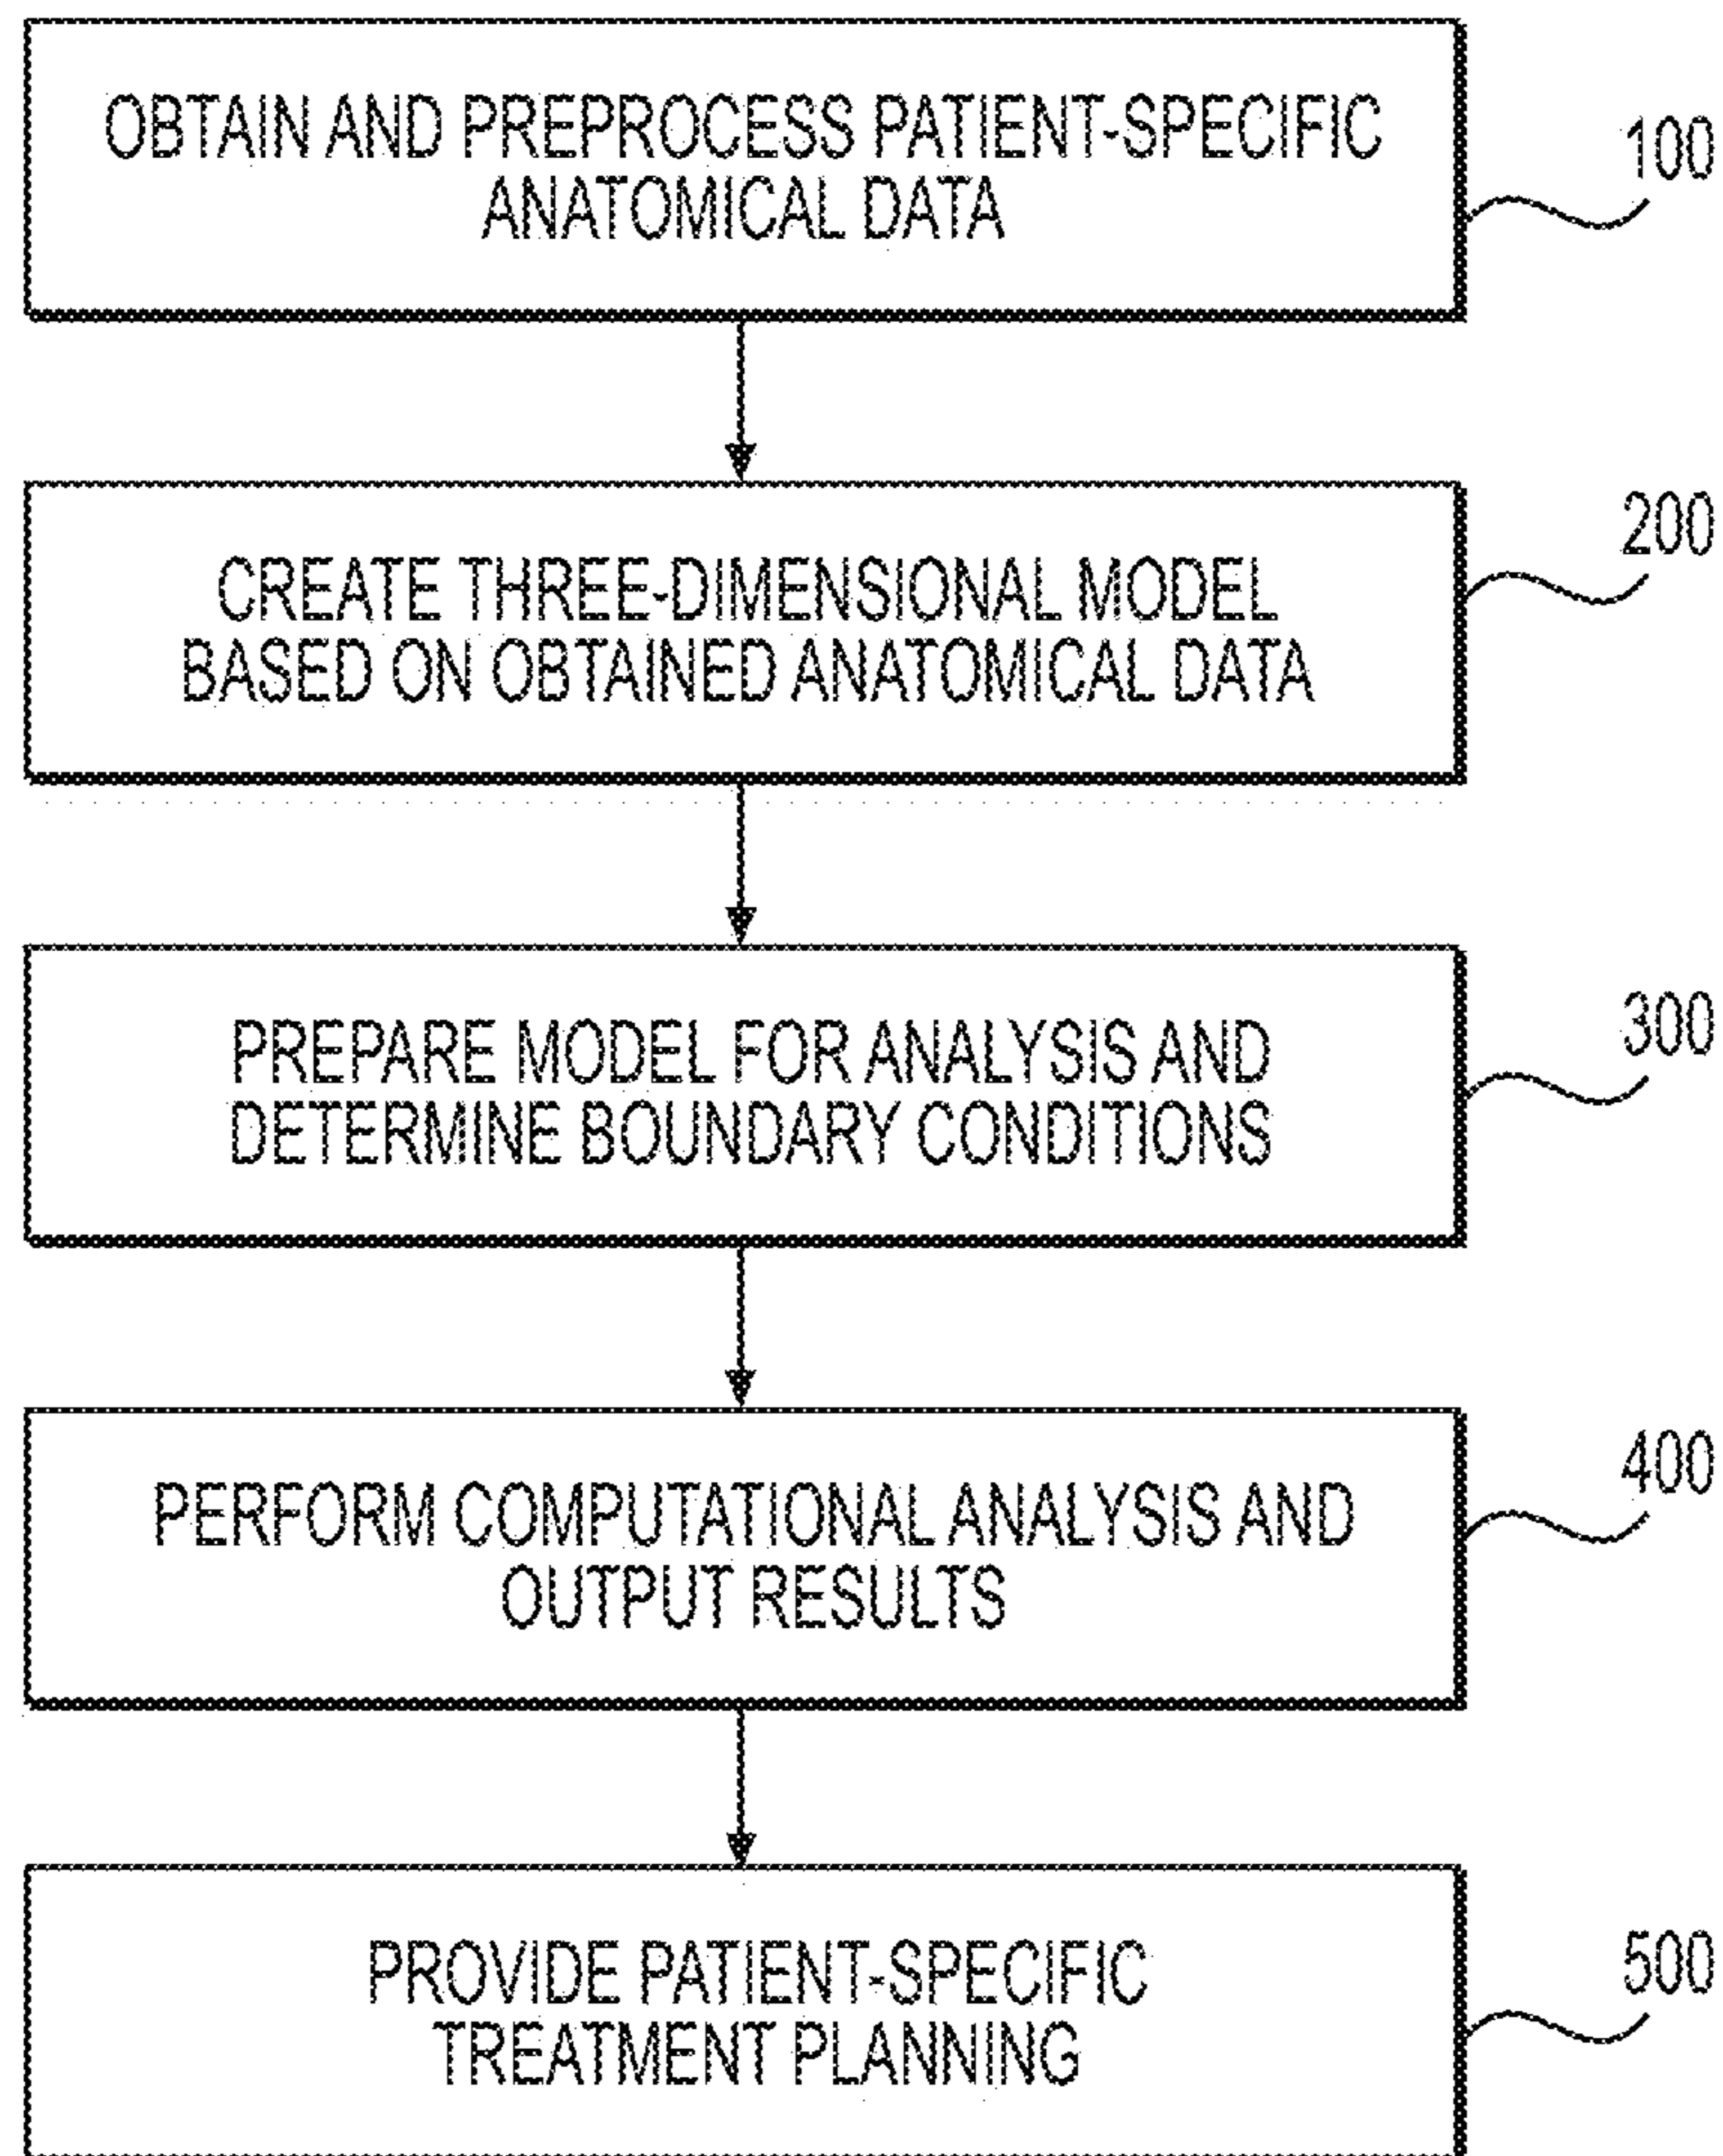 OBTAIN AND PREPROCESS PATIENT-SPECIFIC
ANATOMICAL DATA
100
CREATE THREE-DIMENSIONAL MODEL
BASED ON OBTAINED ANATOMICAL DATA
200
PREPARE MODEL FOR ANALYSIS AND
DETERMINE BOUNDARY CONDITIONS
300
PERFORM COMPUTATIONAL ANALYSIS AND
OUTPUT RESULTS
400
PROVIDE PATIENT-SPECIFIC
TREATMENT PLANNING
500